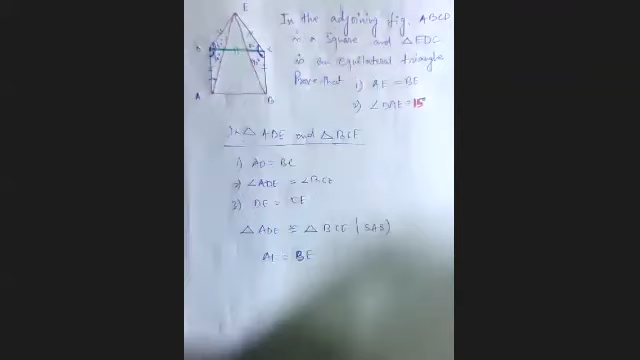 E
In the adjoining fig. ABCD
is a Square and △EDC
is an equilateral triangle
Prove that 1) AE = BE
2) ∠DAE = 15
A
B
In △ ADE and △BCE
1) AD = BC
2) ∠ADE = ∠BCE
3) DE = CE
△ ADE ≅ △ BCE (SAS)
AE = BE